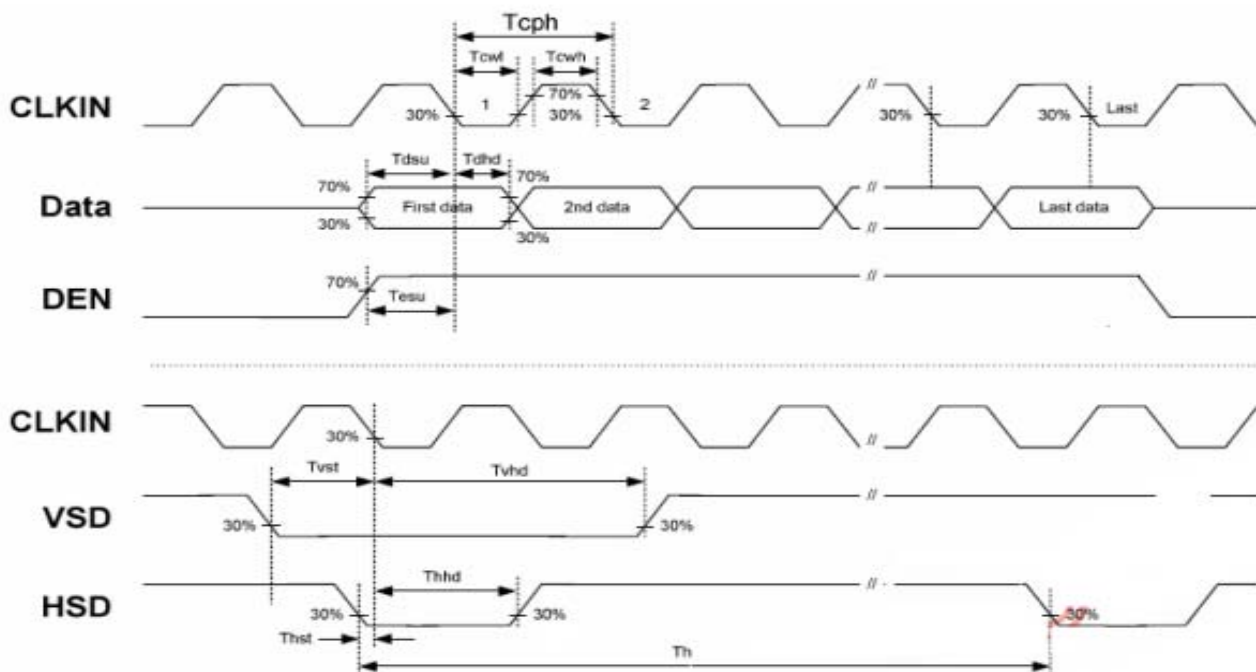 Tcph
Tcwl Tcwh
CLKIN 30% 1 70% 30% 2 30% 30% Last
Tdsu Tdhd
70% 70%
Data First data 2nd data Last data
30% 30%
DEN 70%
Tesu
CLKIN 30%
Tvst Tvhd
VSD 30% 30%
Thhd
HSD 30% 30% 30%
Thst
Th